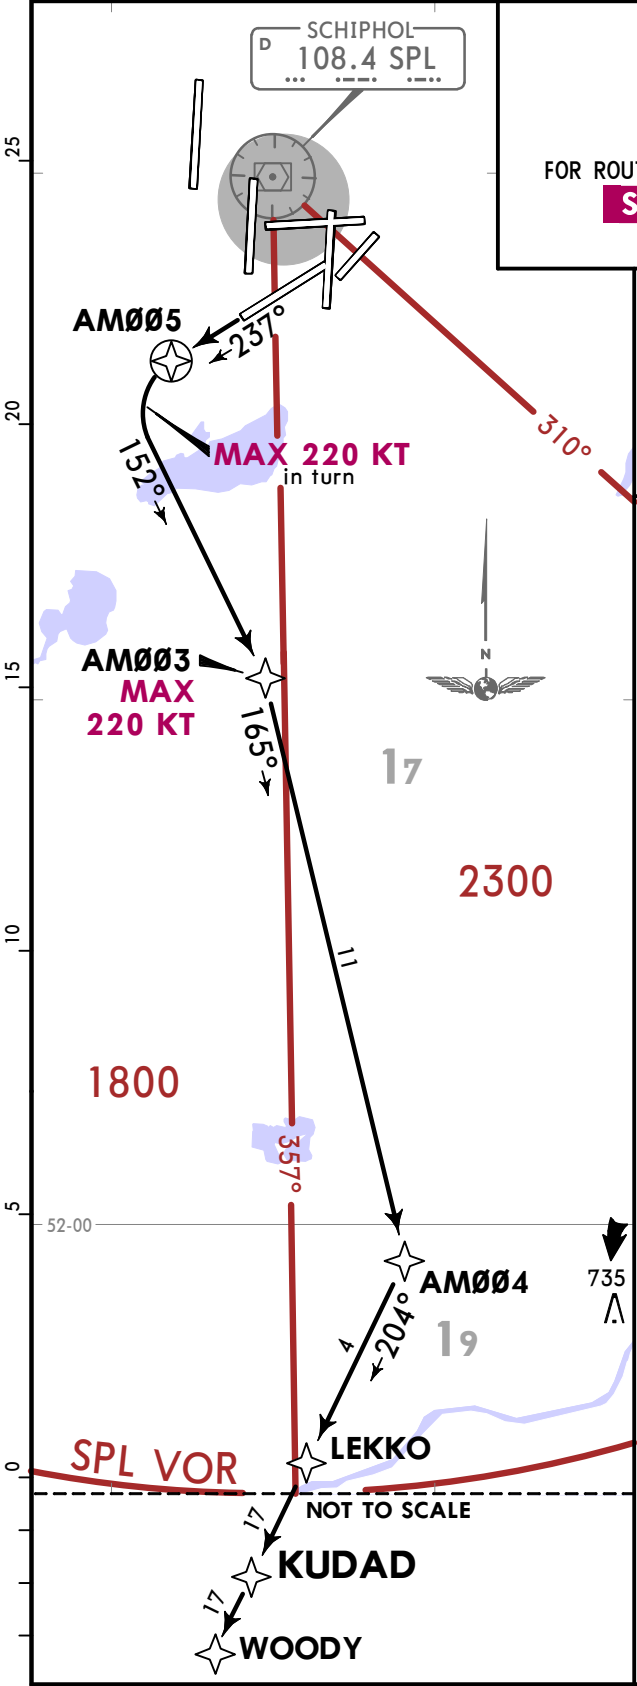 SCHIPHOL
D
108.4 SPL
FOR ROUT
S
25
AMØØ5
237°
20
MAX 220 KT
in turn
152°
310°
N
AMØØ3
MAX
220 KT
15
165°
17
2300
11
10
1800
357°
5
52-00
735
AMØØ4
204°
4
19
LEKKO
SPL VOR
0
NOT TO SCALE
17
KUDAD
17
WOODY